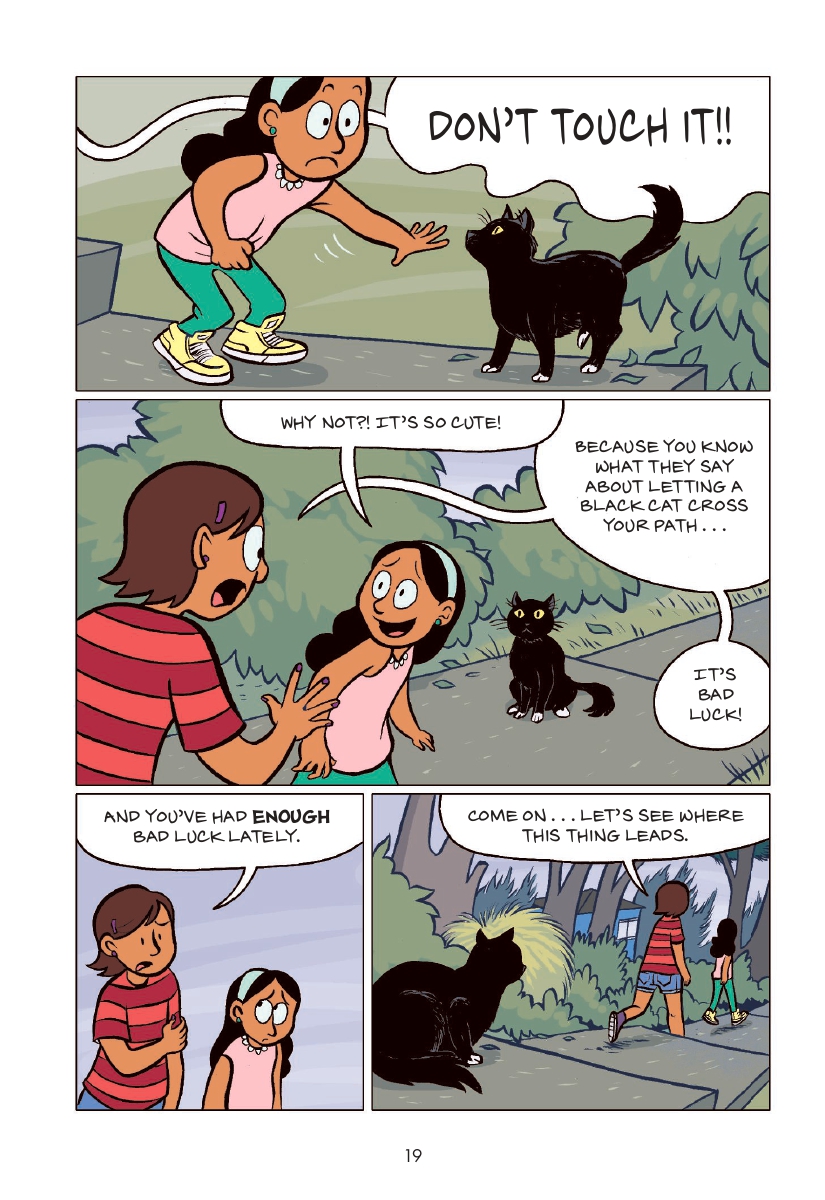 DON'T TOUCH IT!!
WHY NOT?! IT'S SO CUTE!
BECAUSE YOU KNOW
WHAT THEY SAY
ABOUT LETTING A
BLACK CAT CROSS
YOUR PATH...
IT'S
BAD
LUCK!
AND YOU'VE HAD ENOUGH
BAD LUCK LATELY.
COME ON... LET'S SEE WHERE
THIS THING LEADS.
19